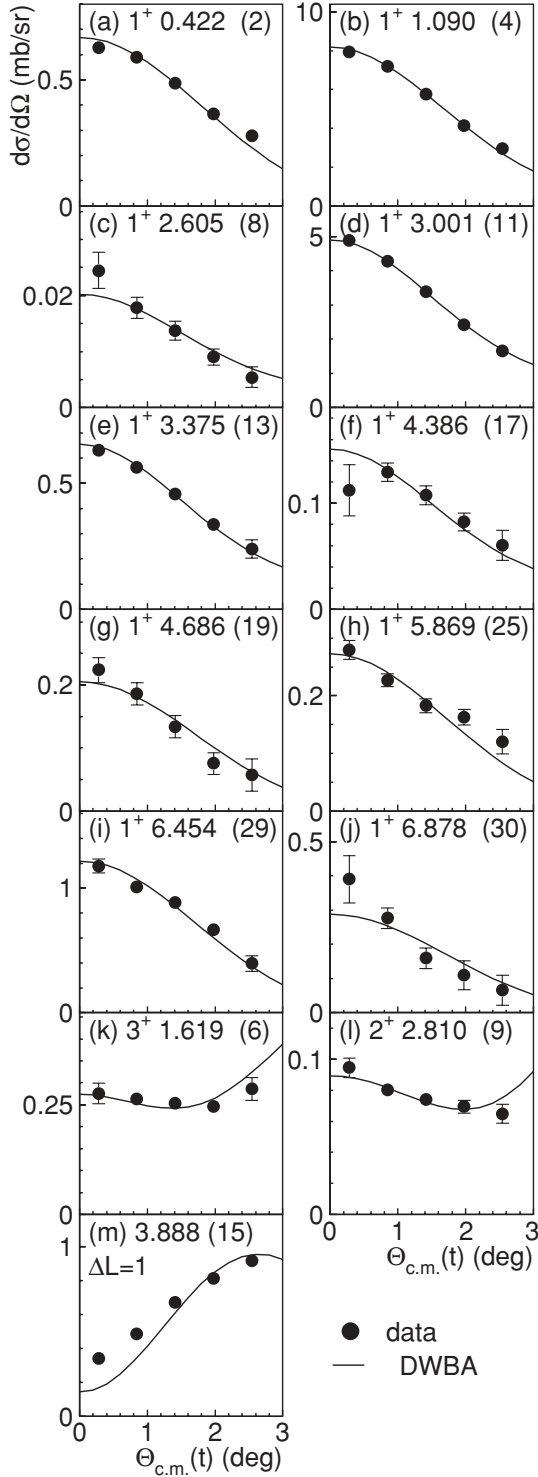 dσ/dΩ (mb/sr)
(a) 1⁺ 0.422 (2)
0.5
0
(b) 1⁺ 1.090 (4)
10
5
0
(c) 1⁺ 2.605 (8)
0.02
0
(d) 1⁺ 3.001 (11)
5
0
(e) 1⁺ 3.375 (13)
0.5
0
(f) 1⁺ 4.386 (17)
0.1
0
(g) 1⁺ 4.686 (19)
0.2
0
(h) 1⁺ 5.869 (25)
0.2
0
(i) 1⁺ 6.454 (29)
1
0
(j) 1⁺ 6.878 (30)
0.5
0
(k) 3⁺ 1.619 (6)
0.25
0
(l) 2⁺ 2.810 (9)
0.1
0
0 1 2 3
Θc.m.(t) (deg)
(m) 3.888 (15)
ΔL=1
1
0
0 1 2 3
Θc.m.(t) (deg)
data
DWBA